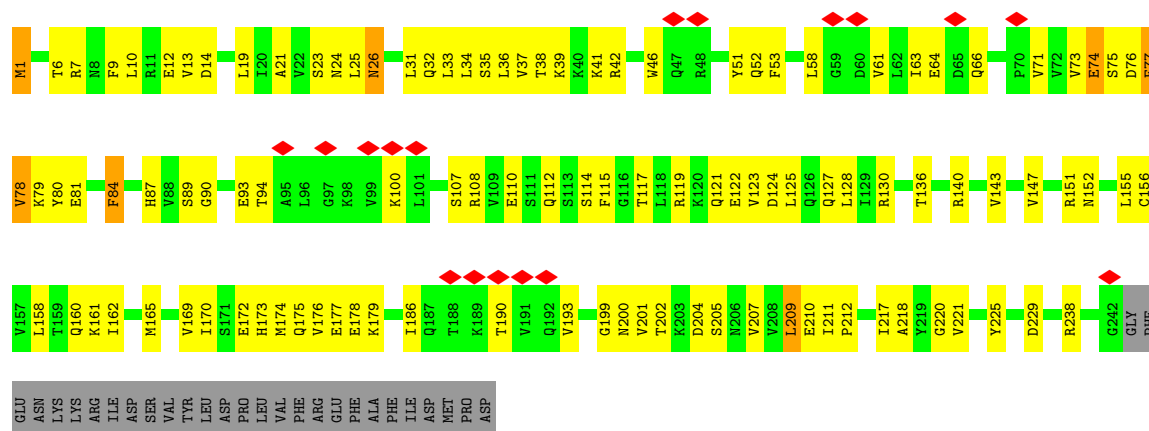 M1 T6 R7 N8 F9 L10 R11 E12 V13 D14 L19 I20 A21 V22 S23 N24 L25 N26 L31 Q32 L33 L34 S35 L36 V37 T38 K39 K40 K41 R42 W46 Q47 R48 Y51 Q52 F53 L58 G59 D60 V61 L62 I63 E64 D65 Q66 P70 V71 V72 V73 E74 S75 D76
V78 K79 Y80 E81 F84 H87 V88 S89 G90 E93 T94 A95 L96 G97 K98 V99 K100 L101 S107 R108 V109 E110 S111 Q112 S113 S114 F115 G116 T117 L118 R119 K120 Q121 E122 V123 D124 L125 Q126 Q127 L128 I129 R130 T136 R140 V143 V147 R151 N152 L155 C156
V157 L158 T159 Q160 K161 I162 M165 V169 I170 S171 E172 H173 M174 Q175 V176 E177 E178 K179 I186 Q187 T188 K189 T190 V191 Q192 V193 G199 N200 V201 T202 K203 D204 S205 N206 V207 V208 L209 E210 I211 P212 I217 A218 Y219 G220 V221 Y225 D229 R238 G242 GLY
GLU ASN LYS LYS ARG ILE ASP SER VAL TYR LEU ASP PRO LEU VAL PHE ARG GLU PHE ALA PHE ILE ASP MET PRO ASP